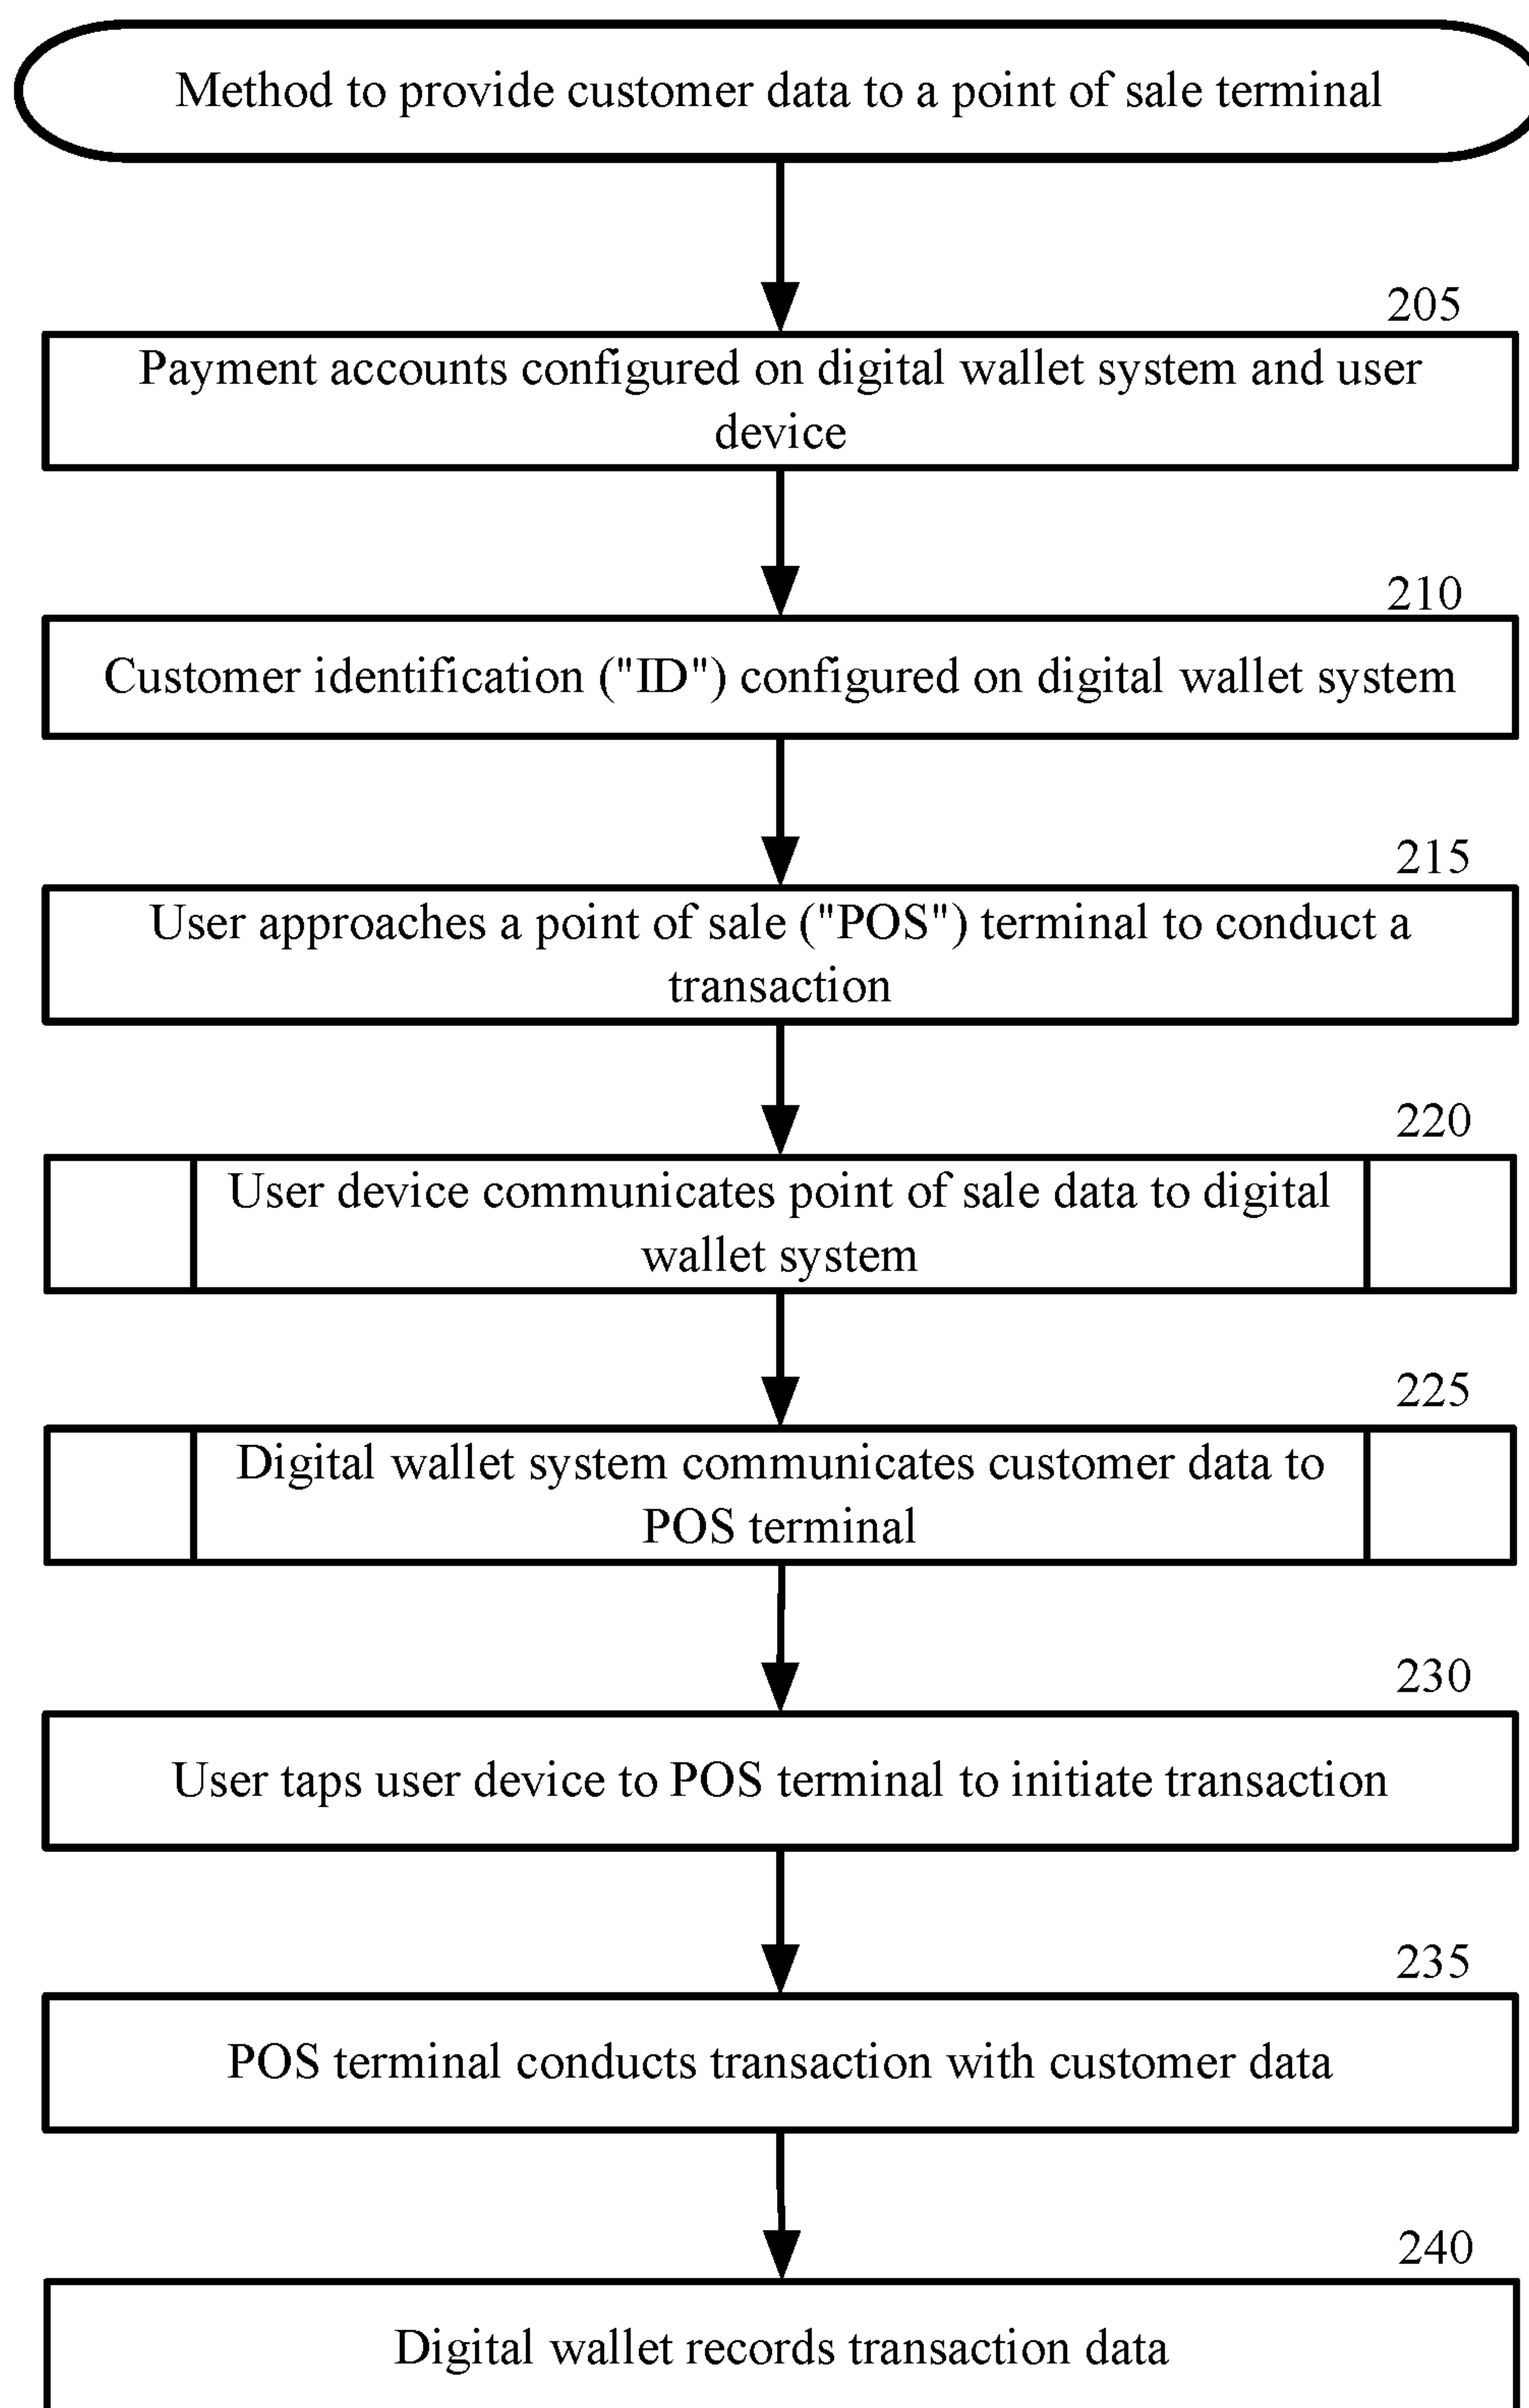 Method to provide customer data to a point of sale terminal
205
Payment accounts configured on digital wallet system and user
device
210
Customer identification ("ID") configured on digital wallet system
215
User approaches a point of sale ("POS") terminal to conduct a
transaction
220
User device communicates point of sale data to digital
wallet system
225
Digital wallet system communicates customer data to
POS terminal
230
User taps user device to POS terminal to initiate transaction
235
POS terminal conducts transaction with customer data
240
Digital wallet records transaction data